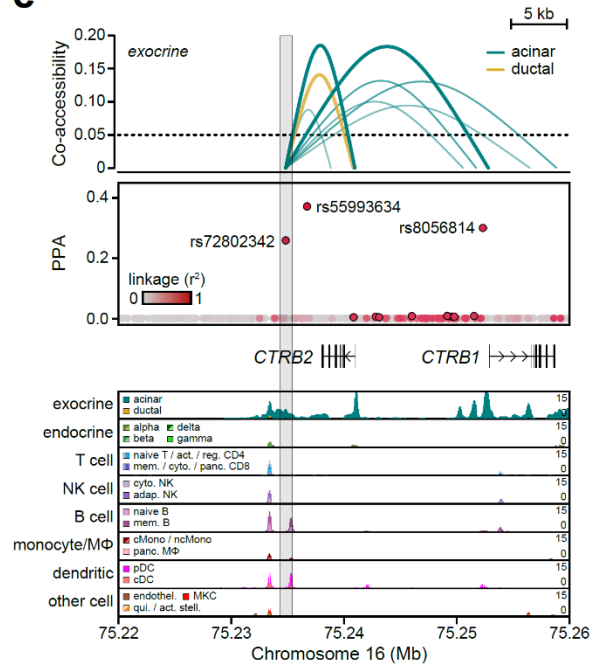 c
5 kb
0.20
0.15
0.10
0.05
0
Co-accessibility
exocrine
acinar
ductal
0.4
0.2
0.0
PPA
rs55993634
rs8056814
rs72802342
linkage (r²)
0 1
CTRB2 CTRB1
exocrine acinar 15
ductal 0
endocrine alpha delta 15
beta gamma 0
T cell naive T / act. / reg. CD4 15
mem. / cyto. / panc. CD8 0
NK cell cyto. NK 15
adap. NK 0
B cell naive B 15
mem. B 0
monocyte/MΦ cMono / ncMono 15
panc. MΦ 0
dendritic pDC 15
cDC 0
other cell endothel. MKC 15
qui. / act. stell. 0
75.22 75.23 75.24 75.25 75.26
Chromosome 16 (Mb)